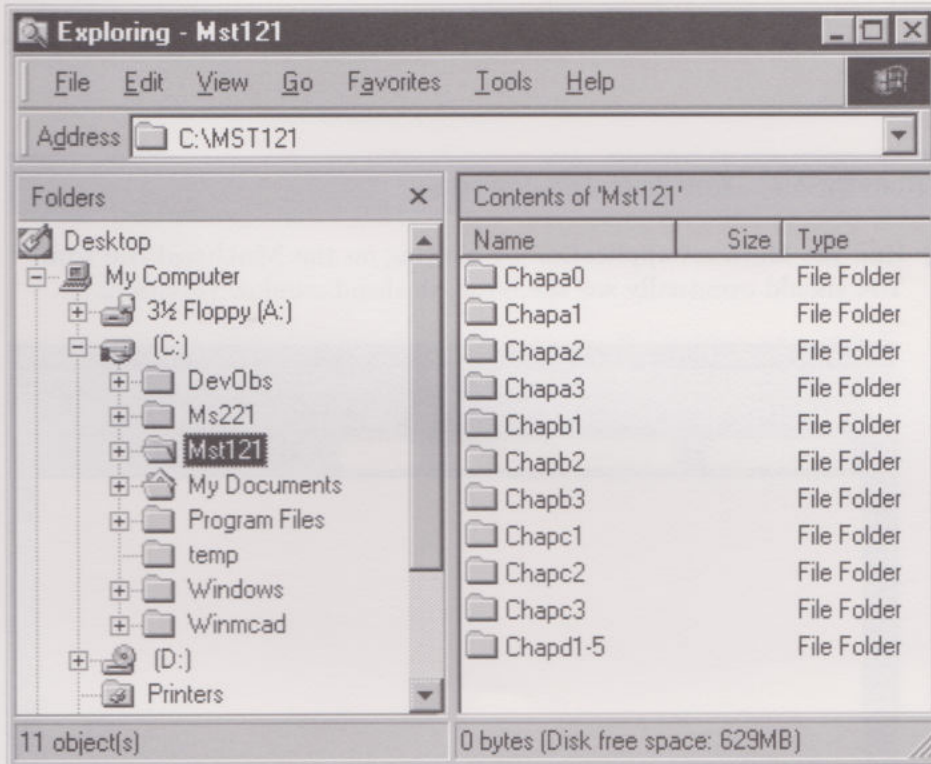 Exploring - Mst121
File Edit View Go Favorites Tools Help
Address C:\MST121
Folders
Desktop
My Computer
3½ Floppy (A:)
(C:)
DevObs
Ms221
Mst121
My Documents
Program Files
temp
Windows
Winmcad
(D:)
Printers
Contents of 'Mst121'
Name Size Type
Chapa0 File Folder
Chapa1 File Folder
Chapa2 File Folder
Chapa3 File Folder
Chapb1 File Folder
Chapb2 File Folder
Chapb3 File Folder
Chapc1 File Folder
Chapc2 File Folder
Chapc3 File Folder
Chapd1-5 File Folder
11 object(s) 0 bytes (Disk free space: 629MB)